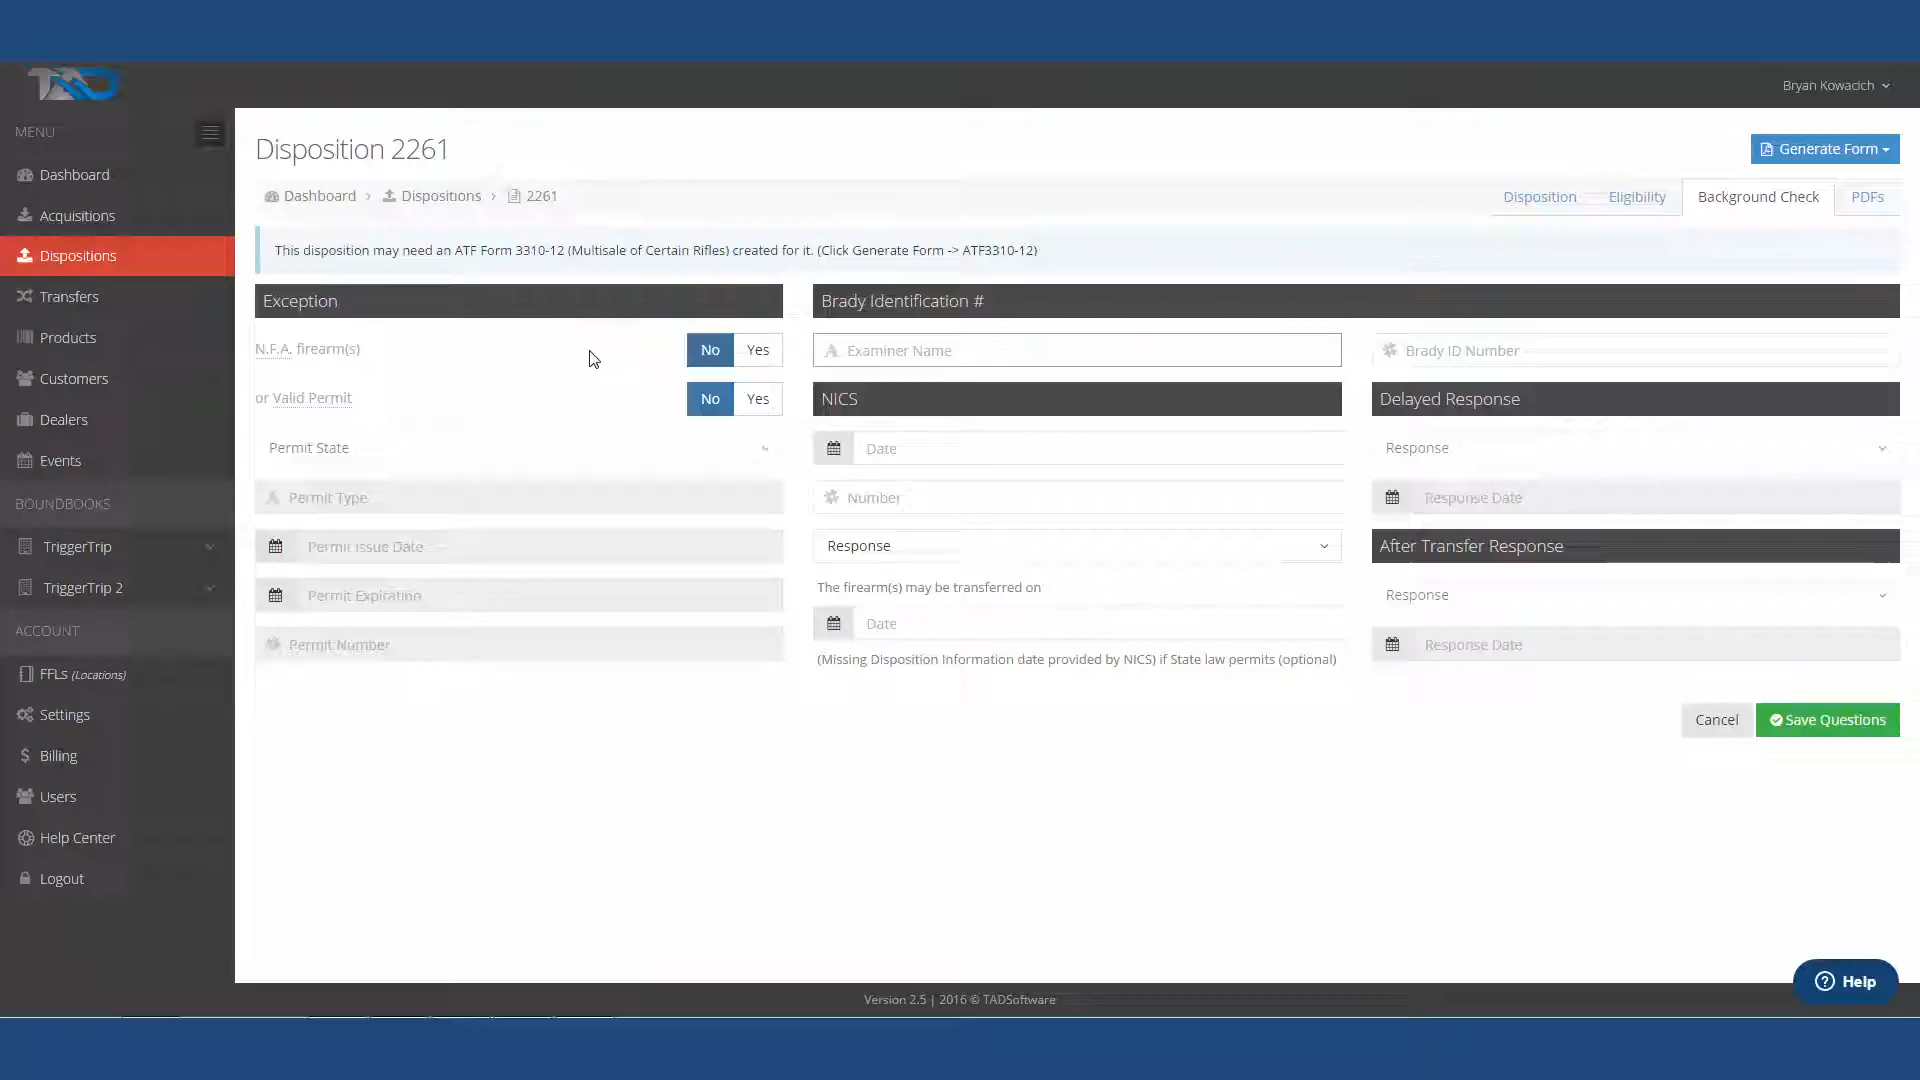 TAD
Bryan Kowacich
MENU
Dashboard
Acquisitions
Dispositions
Transfers
Products
Customers
Dealers
Events
BOUNDBOOKS
TriggerTrip
TriggerTrip 2
ACCOUNT
FFLs (Locations)
Settings
$ Billing
Users
Help Center
Logout
Disposition 2261
Generate Form
Dashboard > Dispositions > 2261
Disposition Eligibility Background Check PDFs
This disposition may need an ATF Form 3310-12 (Multisale of Certain Rifles) created for it. (Click Generate Form -> ATF3310-12)
Exception
N.F.A. firearm(s) No Yes
or Valid Permit No Yes
Permit State
Permit Type
Permit Issue Date
Permit Expiration
Permit Number
Brady Identification #
Examiner Name
Brady ID Number
NICS
Date
Number
Response
The firearm(s) may be transferred on
Date
(Missing Disposition Information date provided by NICS) if State law permits (optional)
Delayed Response
Response
Response Date
After Transfer Response
Response
Response Date
Cancel Save Questions
Help
Version 2.5 | 2016 © TADSoftware